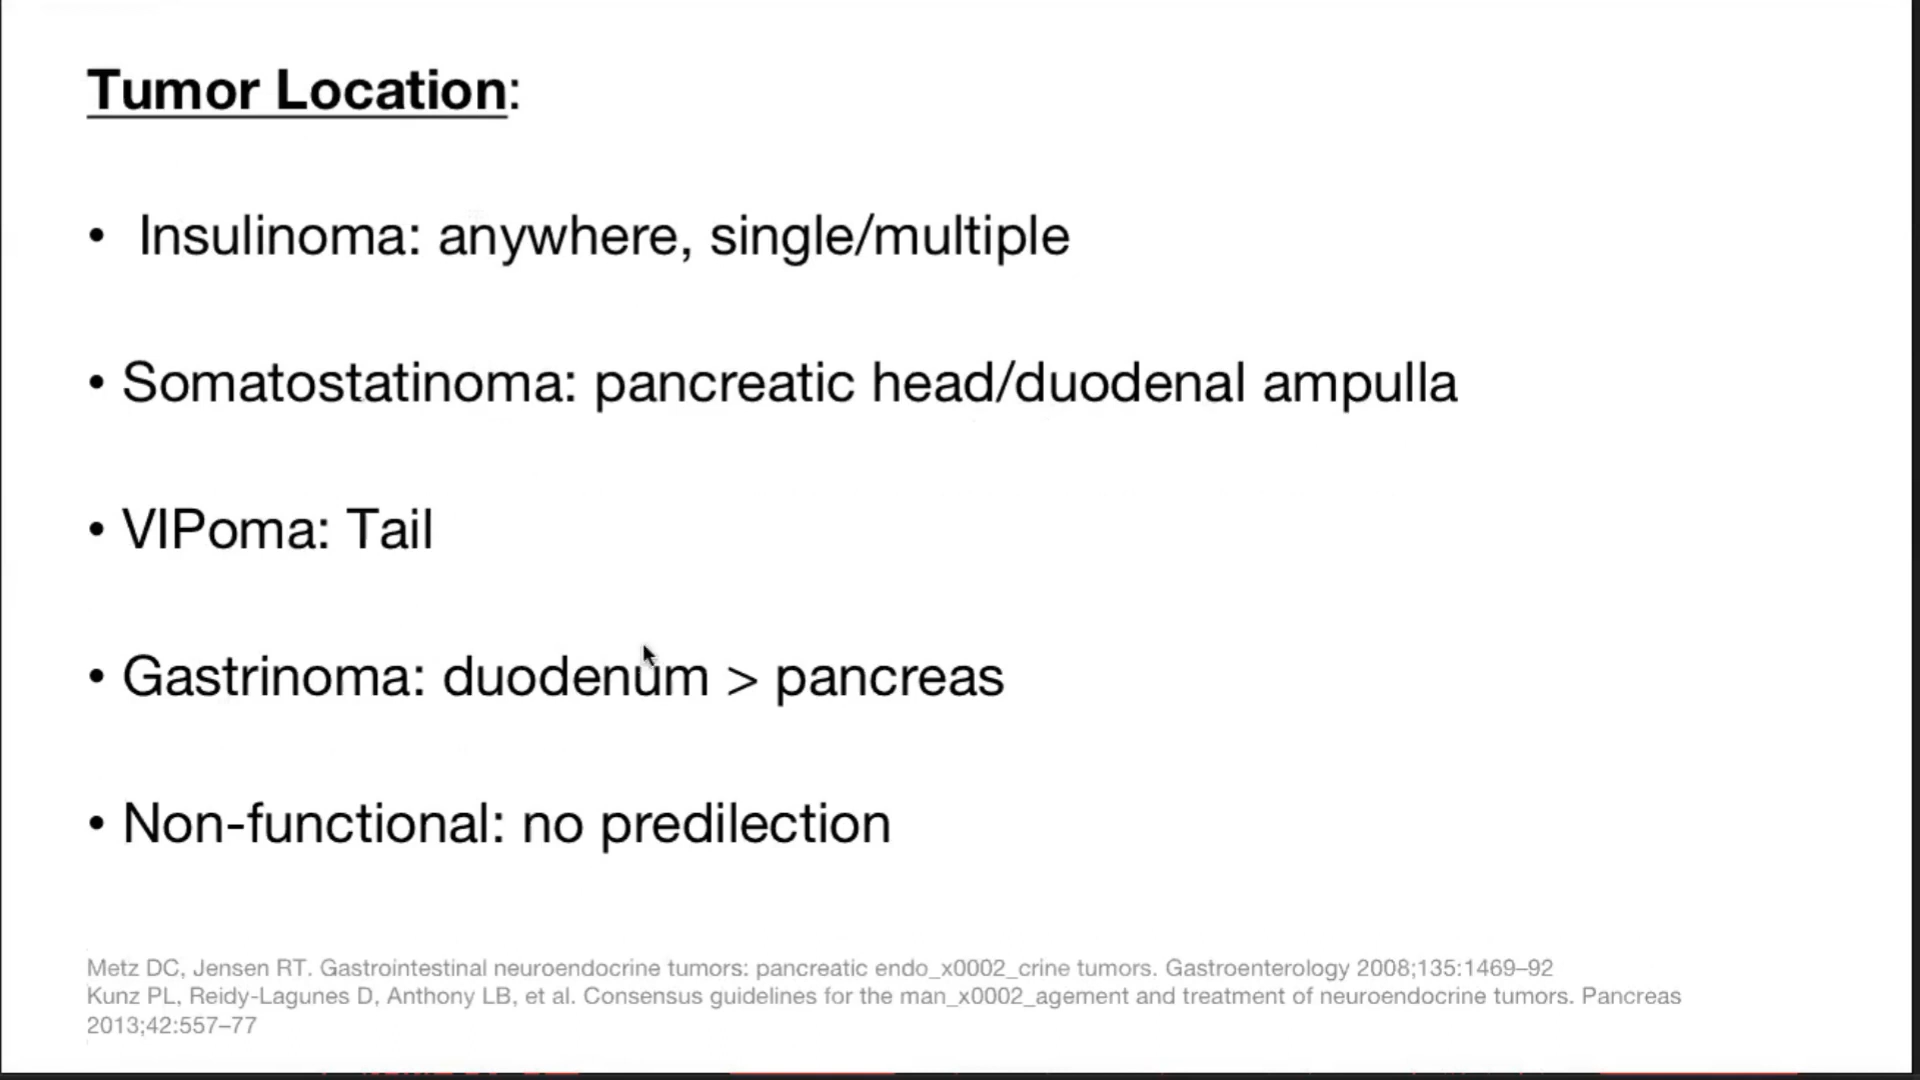 Tumor Location:
• Insulinoma: anywhere, single/multiple
• Somatostatinoma: pancreatic head/duodenal ampulla
• VIPoma: Tail
• Gastrinoma: duodenum > pancreas
• Non-functional: no predilection
Metz DC, Jensen RT. Gastrointestinal neuroendocrine tumors: pancreatic endo_x0002_crine tumors. Gastroenterology 2008;135:1469–92
Kunz PL, Reidy-Lagunes D, Anthony LB, et al. Consensus guidelines for the man_x0002_agement and treatment of neuroendocrine tumors. Pancreas
2013;42:557–77